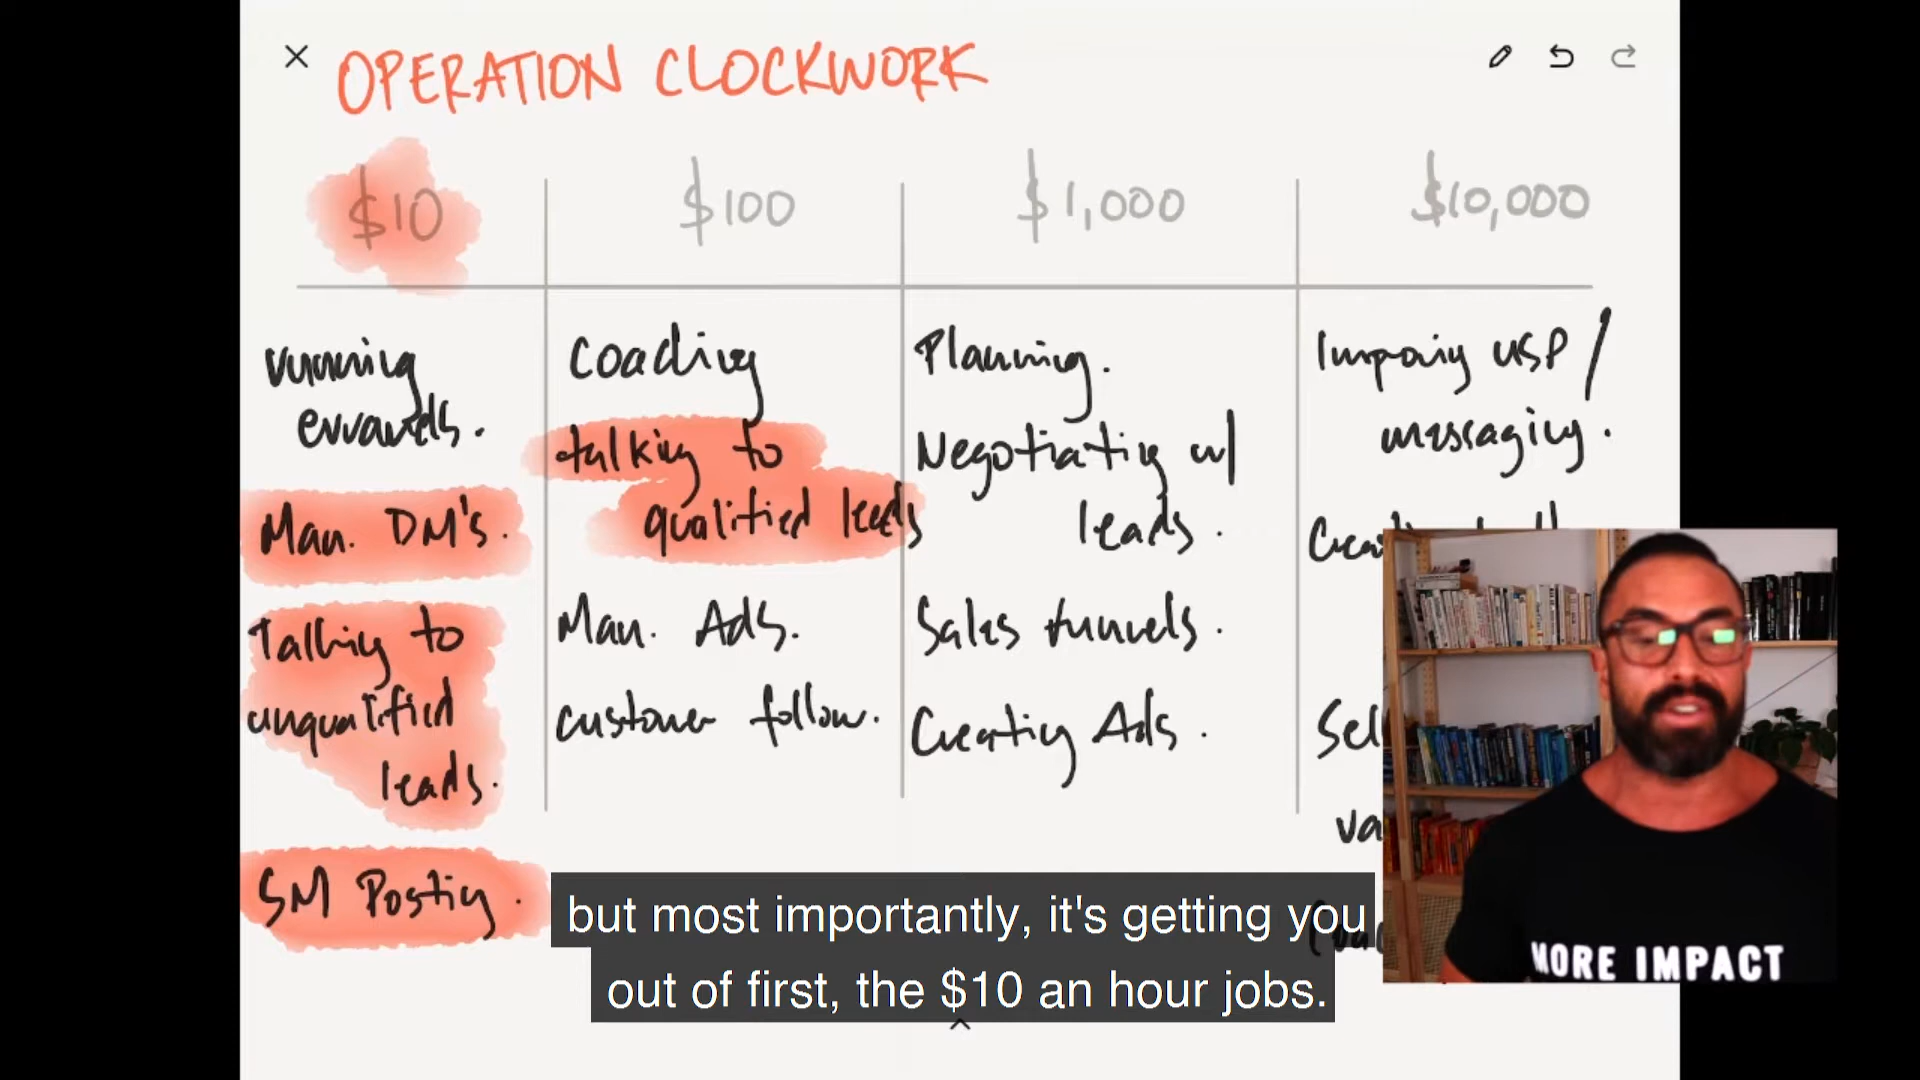 OPERATION CLOCKWORK
$10
$100
$1,000
$10,000
running
errands.
Man. DM's.
Talking to
unqualified
leads.
SM Posting.
Coaching
talking to
qualified leads
Man. Ads.
customer follow.
Planning.
Negotiating w/
leads.
Sales funnels.
Creating Ads.
Improving USP/
messaging.
Sel
va
but most importantly, it's getting you
out of first, the $10 an hour jobs.
MORE IMPACT